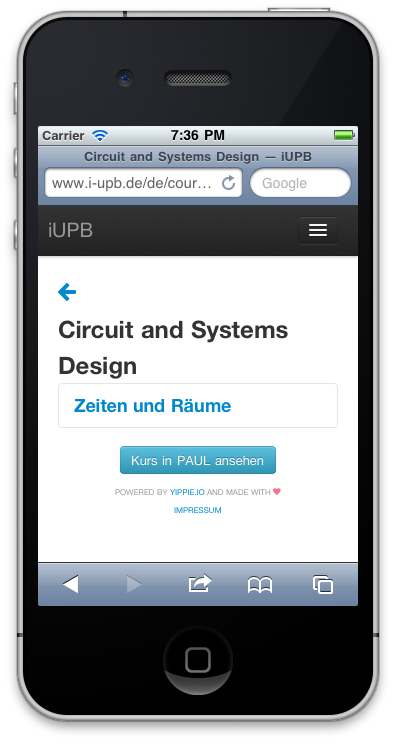 Carrier 7:36 PM
Circuit and Systems Design — iUPB
www.i-upb.de/de/cour... Google
iUPB
Circuit and Systems
Design
Zeiten und Räume
Kurs in PAUL ansehen
POWERED BY YIPPIE.IO AND MADE WITH
IMPRESSUM